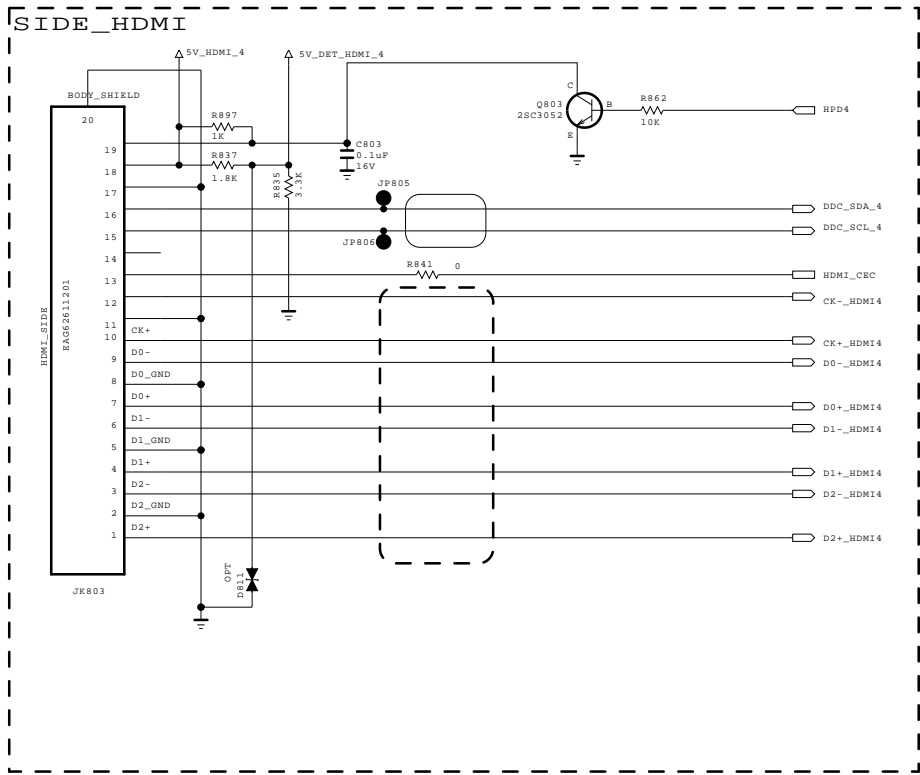 SIDE_HDMI
5V_HDMI_4
5V_DET_HDMI_4
BODY_SHIELD
20
R897
1K
19
R837
1.8K
18
17
R835
3.3K
C803
0.1uF
16V
Q803
2SC3052
C
B
E
R862
10K
HPD4
JP805
16
DDC_SDA_4
15
DDC_SCL_4
JP806
14
R841
0
13
HDMI_CEC
12
CK-_HDMI4
11
CK+
10
CK+_HDMI4
D0-
9
D0-_HDMI4
D0_GND
8
D0+
7
D0+_HDMI4
D1-
6
D1-_HDMI4
D1_GND
5
D1+
4
D1+_HDMI4
D2-
3
D2-_HDMI4
D2_GND
2
D2+
1
D2+_HDMI4
HDMI_SIDE
EAG62611201
OPT
D811
JK803